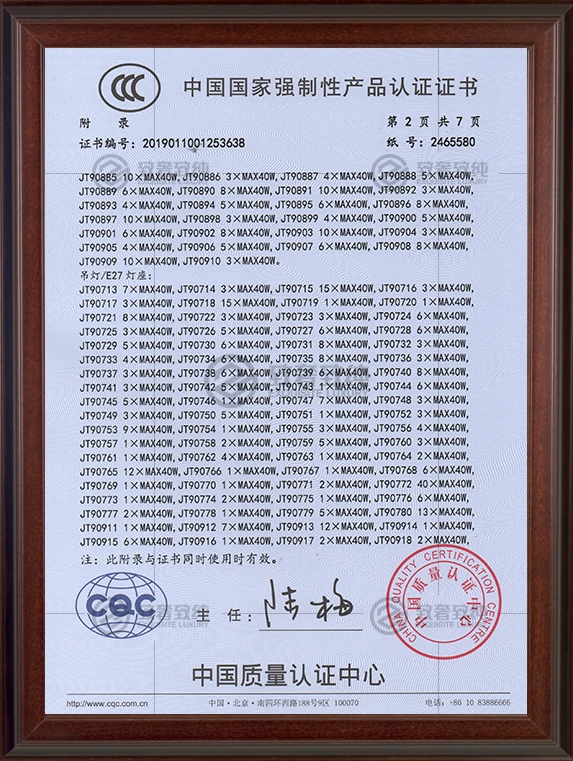 中国国家强制性产品认证证书
附 录
第 2 页 共 7 页
证书编号: 2019011001253638
纸 号: 2465580
JT90885 10×MAX40W, JT90886 3×MAX40W, JT90887 4×MAX40W, JT90888 5×MAX40W,
JT90889 6×MAX40W, JT90890 8×MAX40W, JT90891 10×MAX40W, JT90892 3×MAX40W,
JT90893 4×MAX40W, JT90894 5×MAX40W, JT90895 6×MAX40W, JT90896 8×MAX40W,
JT90897 10×MAX40W, JT90898 3×MAX40W, JT90899 4×MAX40W, JT90900 5×MAX40W,
JT90901 6×MAX40W, JT90902 8×MAX40W, JT90903 10×MAX40W, JT90904 3×MAX40W,
JT90905 4×MAX40W, JT90906 5×MAX40W, JT90907 6×MAX40W, JT90908 8×MAX40W,
JT90909 10×MAX40W, JT90910 3×MAX40W。
吊灯/E27 灯座:
JT90713 7×MAX40W, JT90714 3×MAX40W, JT90715 15×MAX40W, JT90716 3×MAX40W,
JT90717 3×MAX40W, JT90718 15×MAX40W, JT90719 1×MAX40W, JT90720 1×MAX40W,
JT90721 8×MAX40W, JT90722 3×MAX40W, JT90723 3×MAX40W, JT90724 6×MAX40W,
JT90725 3×MAX40W, JT90726 5×MAX40W, JT90727 6×MAX40W, JT90728 6×MAX40W,
JT90729 5×MAX40W, JT90730 6×MAX40W, JT90731 8×MAX40W, JT90732 3×MAX40W,
JT90733 4×MAX40W, JT90734 6×MAX40W, JT90735 8×MAX40W, JT90736 3×MAX40W,
JT90737 3×MAX40W, JT90738 6×MAX40W, JT90739 1×MAX40W, JT90740 8×MAX40W,
JT90741 3×MAX40W, JT90742 4×MAX40W, JT90743 1×MAX40W, JT90744 6×MAX40W,
JT90745 5×MAX40W, JT90746 6×MAX40W, JT90747 7×MAX40W, JT90748 3×MAX40W,
JT90749 3×MAX40W, JT90750 5×MAX40W, JT90751 1×MAX40W, JT90752 3×MAX40W,
JT90753 9×MAX40W, JT90754 1×MAX40W, JT90755 3×MAX40W, JT90756 4×MAX40W,
JT90757 1×MAX40W, JT90758 2×MAX40W, JT90759 5×MAX40W, JT90760 3×MAX40W,
JT90761 1×MAX40W, JT90762 4×MAX40W, JT90763 1×MAX40W, JT90764 2×MAX40W,
JT90765 12×MAX40W, JT90766 1×MAX40W, JT90767 1×MAX40W, JT90768 6×MAX40W,
JT90769 1×MAX40W, JT90770 1×MAX40W, JT90771 2×MAX40W, JT90772 40×MAX40W,
JT90773 1×MAX40W, JT90774 2×MAX40W, JT90775 1×MAX40W, JT90776 6×MAX40W,
JT90777 2×MAX40W, JT90778 1×MAX40W, JT90779 5×MAX40W, JT90780 13×MAX40W,
JT90911 1×MAX40W, JT90912 7×MAX40W, JT90913 12×MAX40W, JT90914 1×MAX40W,
JT90915 6×MAX40W, JT90916 1×MAX40W, JT90917 2×MAX40W, JT90918 2×MAX40W,
注: 此附录与证书同时使用时有效。
CQC
主 任: 陆梅
CHINA QUALITY CERTIFICATION CENTRE
中国质量认证中心
中国质量认证中心
http://www.cqc.com.cn
中国·北京·南四环西路188号9区 100070
电话: +86 10 83886666
致奢致纯
EXQUISITE LUXURY